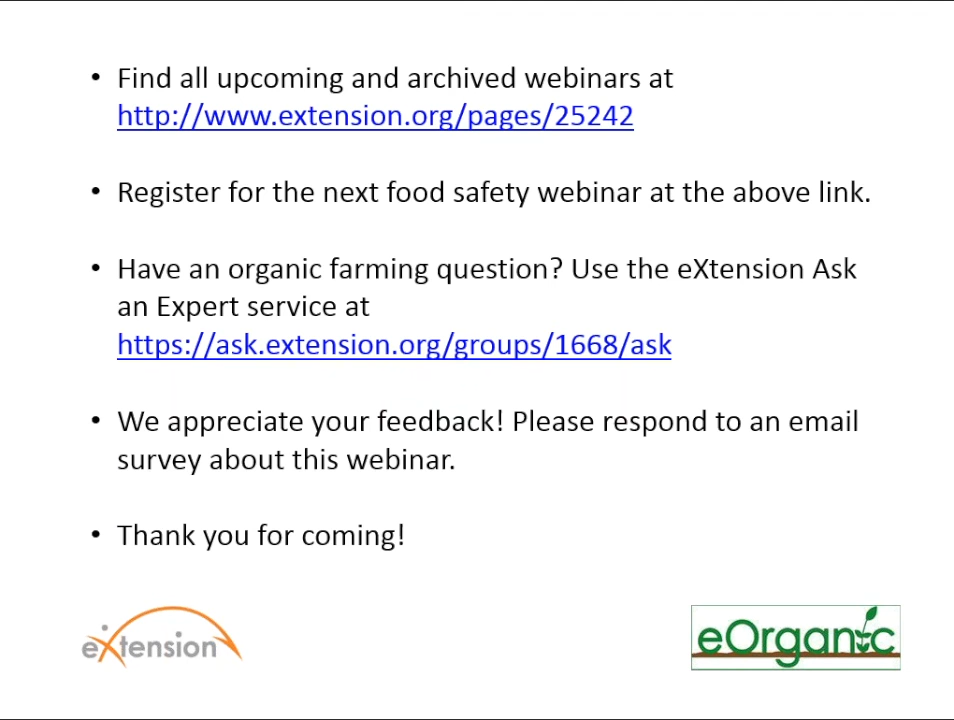 • Find all upcoming and archived webinars at
http://www.extension.org/pages/25242
• Register for the next food safety webinar at the above link.
• Have an organic farming question? Use the eXtension Ask
an Expert service at
https://ask.extension.org/groups/1668/ask
• We appreciate your feedback! Please respond to an email
survey about this webinar.
• Thank you for coming!
eXtension
eOrganic